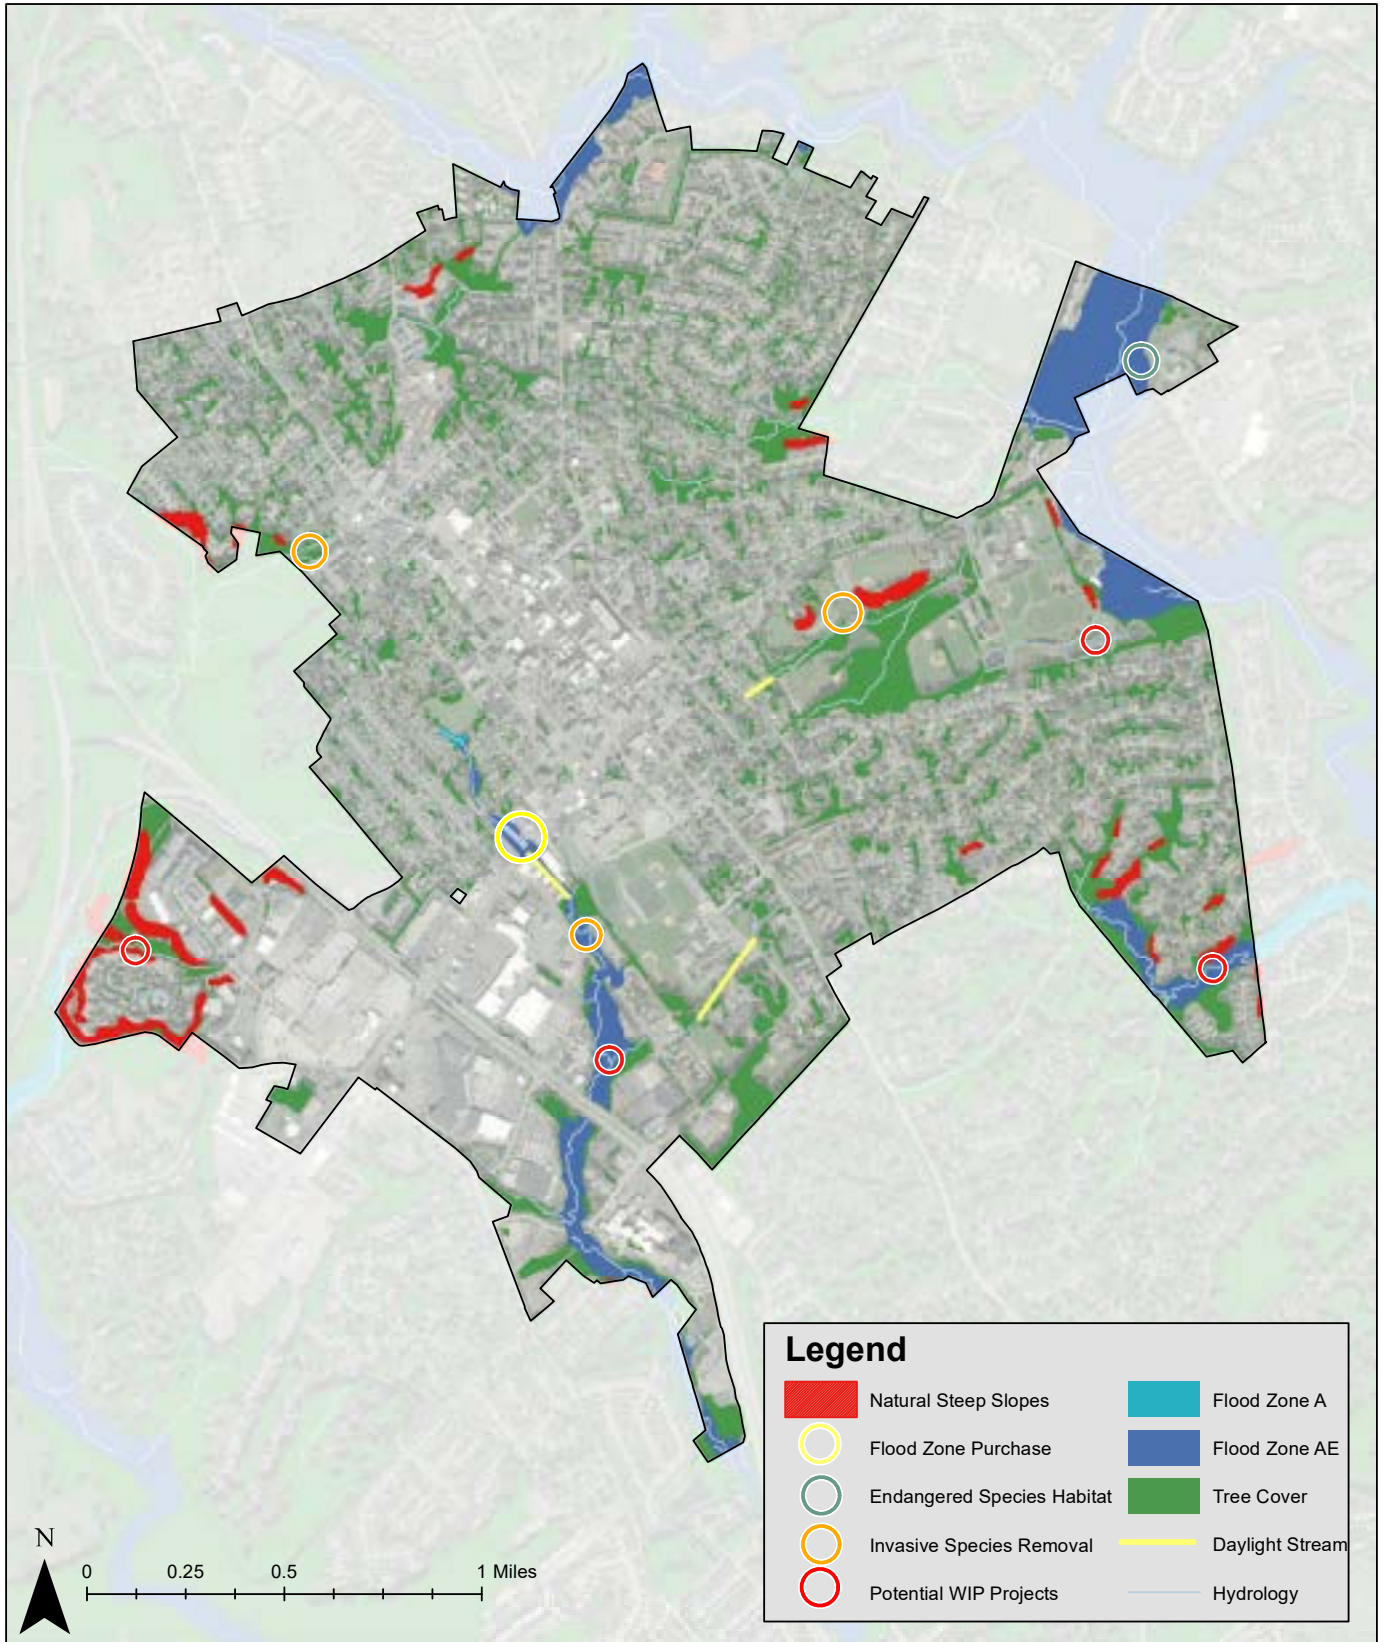 Legend
Natural Steep Slopes
Flood Zone A
Flood Zone Purchase
Flood Zone AE
Endangered Species Habitat
Tree Cover
Invasive Species Removal
Daylight Stream
Potential WIP Projects
Hydrology
N
0 0.25 0.5 1 Miles